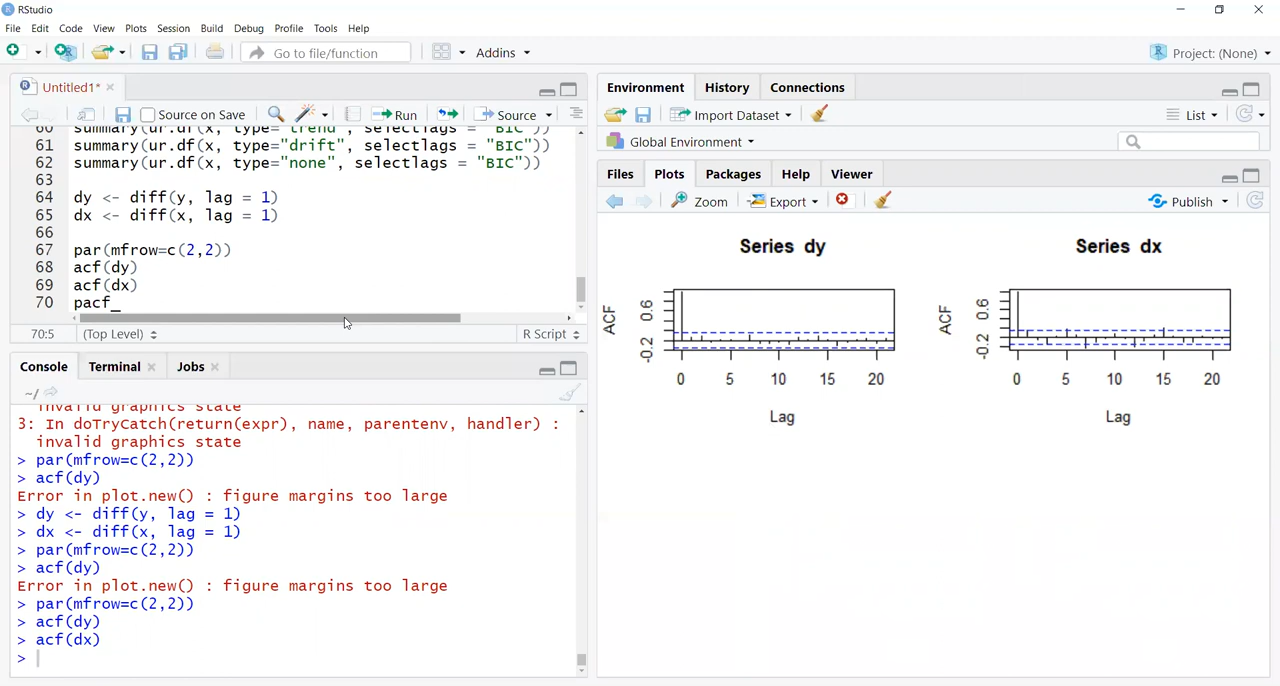 RStudio
File Edit Code View Plots Session Build Debug Profile Tools Help
Go to file/function Addins Project: (None)
Untitled1*
Source on Save Run Source
60 summary(ur.df(x, type="trend", selectlags = "BIC"))
61 summary(ur.df(x, type="drift", selectlags = "BIC"))
62 summary(ur.df(x, type="none", selectlags = "BIC"))
63
64 dy <- diff(y, lag = 1)
65 dx <- diff(x, lag = 1)
66
67 par(mfrow=c(2,2))
68 acf(dy)
69 acf(dx)
70 pacf_
70:5 (Top Level) R Script
Console Terminal Jobs
~/
invalid graphics state
3: In doTryCatch(return(expr), name, parentenv, handler) :
invalid graphics state
> par(mfrow=c(2,2))
> acf(dy)
Error in plot.new() : figure margins too large
> dy <- diff(y, lag = 1)
> dx <- diff(x, lag = 1)
> par(mfrow=c(2,2))
> acf(dy)
Error in plot.new() : figure margins too large
> par(mfrow=c(2,2))
> acf(dy)
> acf(dx)
>
Environment History Connections
Import Dataset List
Global Environment
Files Plots Packages Help Viewer
Zoom Export Publish
Series dy
ACF
0.6
-0.2
0 5 10 15 20
Lag
Series dx
ACF
0.6
-0.2
0 5 10 15 20
Lag